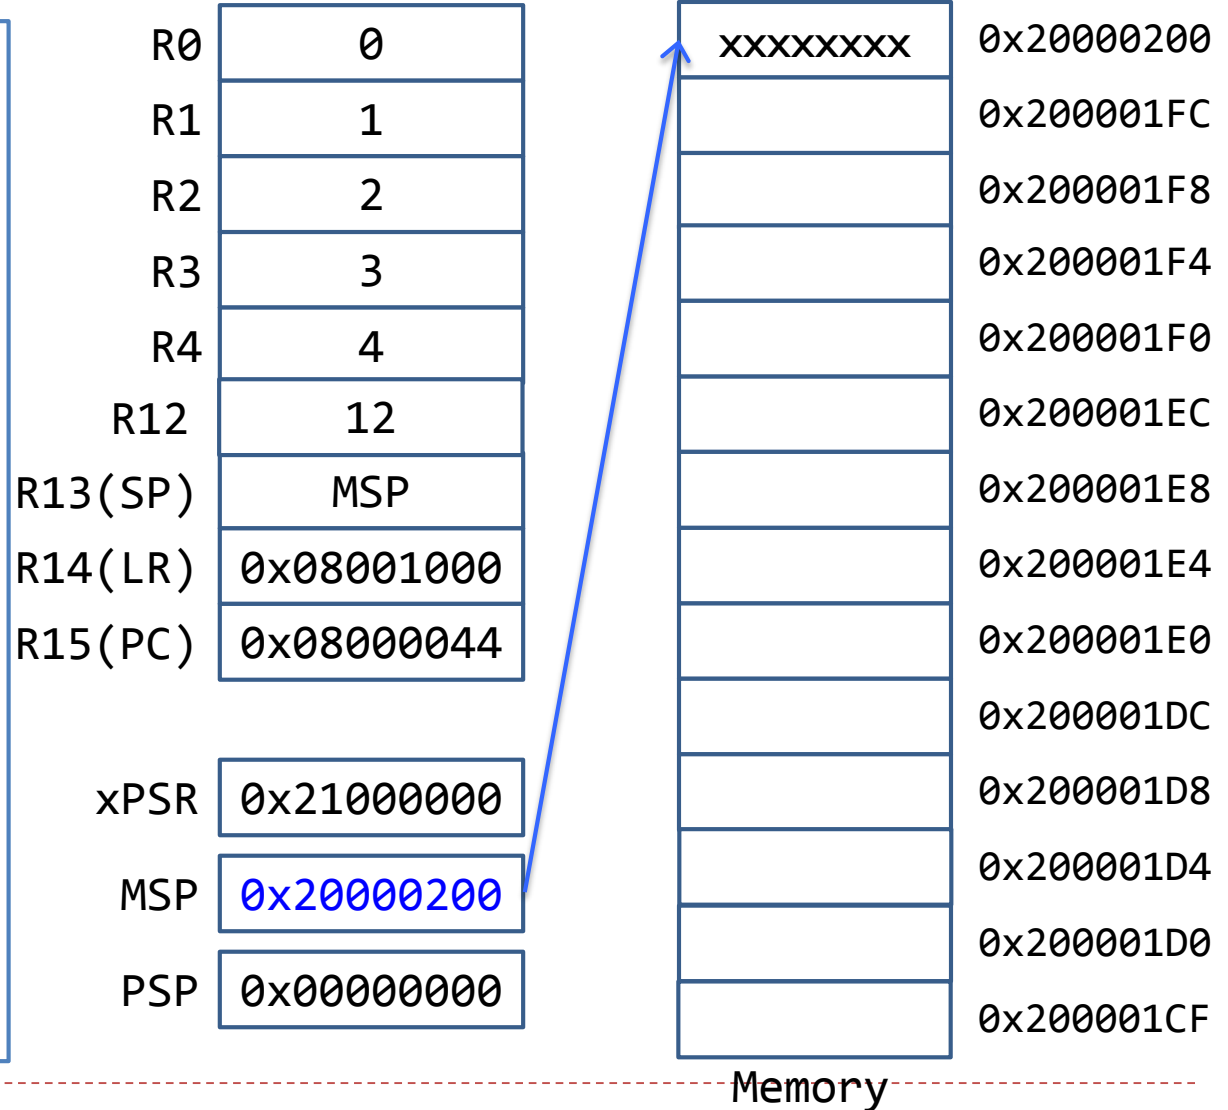 R0 0 xxxxxxxx 0x20000200
R1 1 0x200001FC
R2 2 0x200001F8
R3 3 0x200001F4
R4 4 0x200001F0
R12 12 0x200001EC
R13(SP) MSP 0x200001E8
R14(LR) 0x08001000 0x200001E4
R15(PC) 0x08000044 0x200001E0
0x200001DC
xPSR 0x21000000 0x200001D8
MSP 0x20000200 0x200001D4
0x200001D0
PSP 0x00000000 0x200001CF
Memory